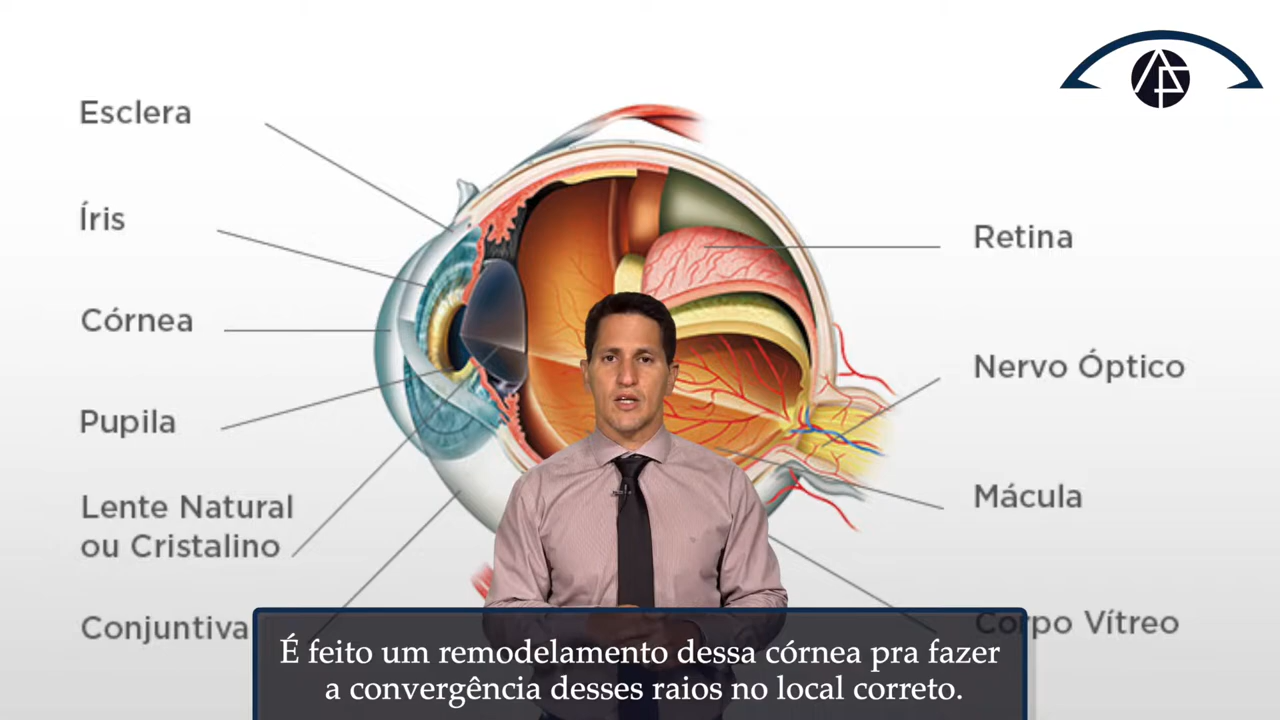 Esclera
Íris
Córnea
Pupila
Lente Natural
ou Cristalino
Conjuntiva
Retina
Nervo Óptico
Mácula
Corpo Vítreo
É feito um remodelamento dessa córnea pra fazer
a convergência desses raios no local correto.